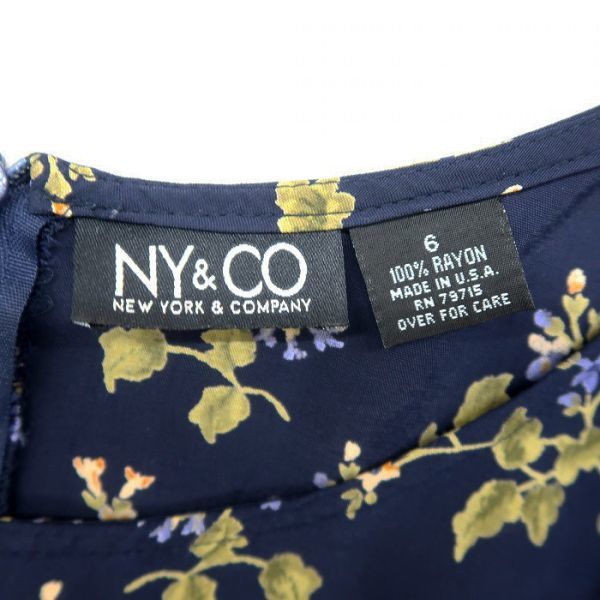 NY&CO
NEW YORK & COMPANY
6
100% RAYON
MADE IN U.S.A.
RN 79715
OVER FOR CARE